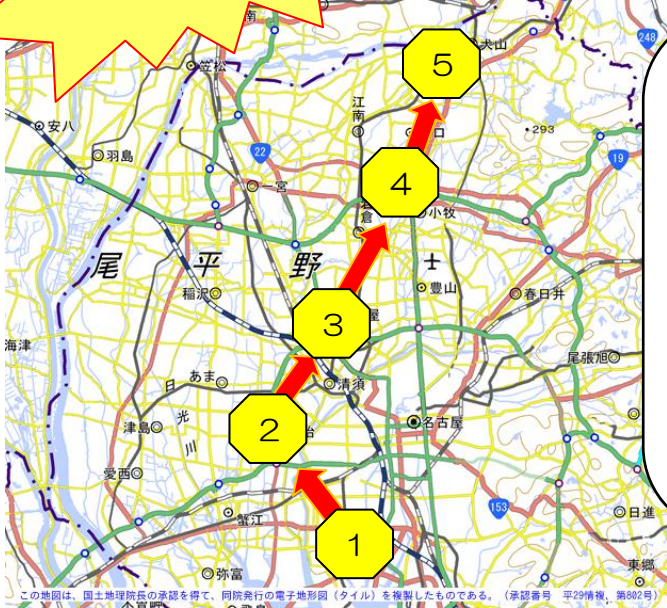 南
犬山
248
笠松
5
江南
安八
口
・293
羽島
22
19
一宮
4
倉
小牧
尾 平 野 士
稲沢
豊山
春日井
3
屋
海津
尾張旭
あま
日光川
清須
2
治
津島
名古屋
愛西
153
蟹江
日進
1
弥富
東郷
この地図は、国土地理院長の承認を得て、同院発行の電子地形図（タイル）を複製したものである。（承認番号 平29情複、第802号）